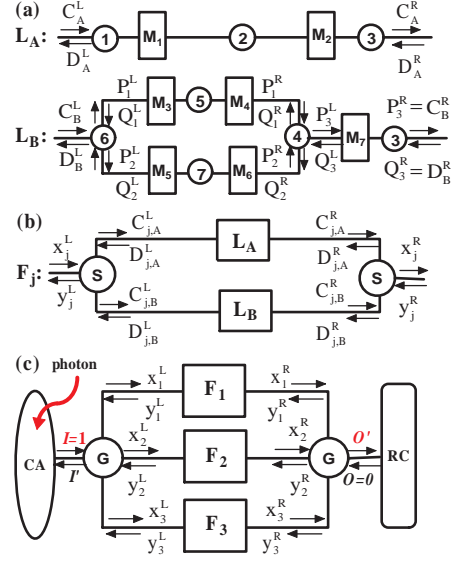 (a)
C_A^L C_A^R
L_A: 1 M_1 2 M_2 3
D_A^L D_A^R
P_1^L P_1^R
M_3 5 M_4
C_B^L Q_1^L Q_1^R P_3^L P_3^R = C_B^R
L_B: 6 4 M_7 3
D_B^L P_2^L P_2^R Q_3^L Q_3^R = D_B^R
M_5 7 M_6
Q_2^L Q_2^R
(b)
C_{j,A}^L C_{j,A}^R
x_j^L D_{j,A}^L L_A D_{j,A}^R x_j^R
F_j: S S
y_j^L C_{j,B}^L C_{j,B}^R y_j^R
L_B
D_{j,B}^L D_{j,B}^R
(c)
photon
x_1^L F_1 x_1^R
y_1^L y_1^R
I=1 x_2^L x_2^R O'
CA G F_2 G RC
I' y_2^L y_2^R O=0
x_3^L F_3 x_3^R
y_3^L y_3^R